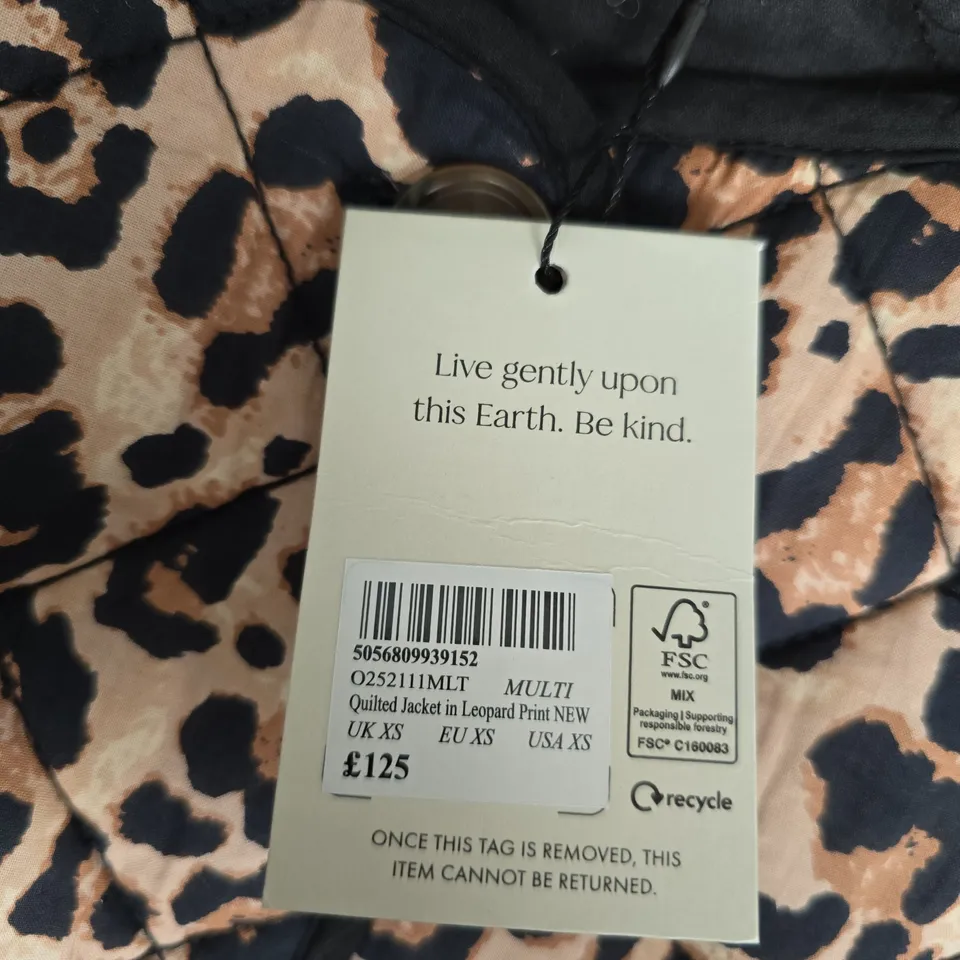 Live gently upon
this Earth. Be kind.
5056809939152
O252111MLT MULTI
Quilted Jacket in Leopard Print NEW
UK XS EU XS USA XS
£125
FSC®
www.fsc.org
MIX
Packaging | Supporting
responsible forestry
FSC® C160083
recycle
ONCE THIS TAG IS REMOVED, THIS
ITEM CANNOT BE RETURNED.